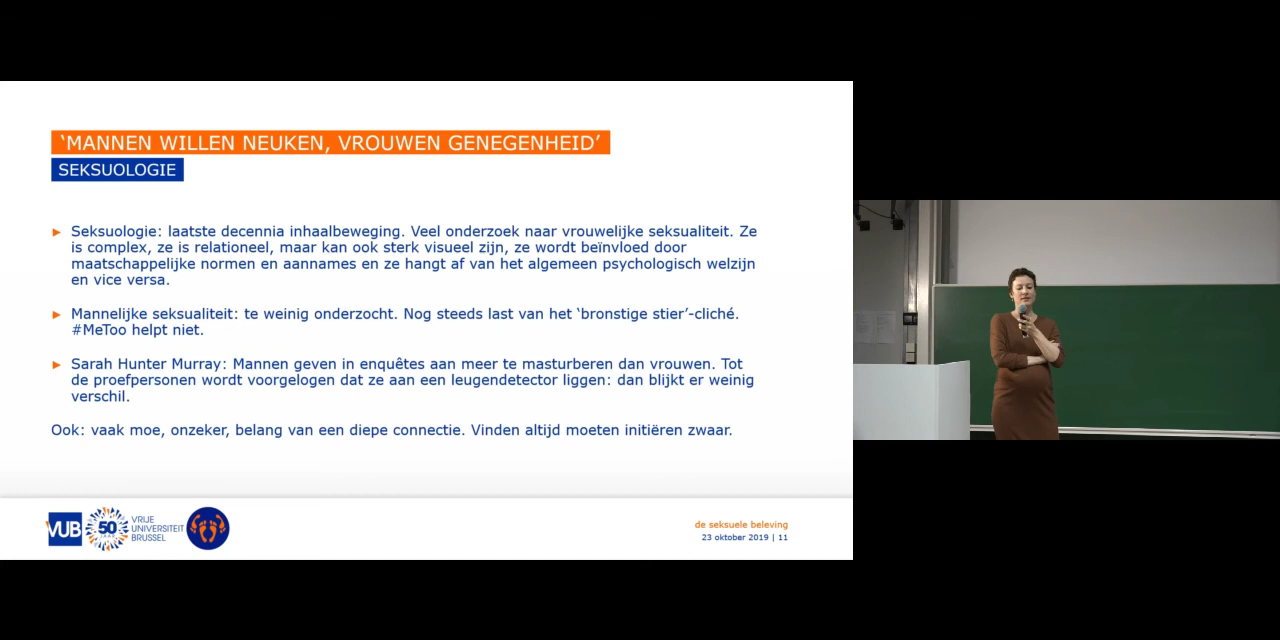 ‘MANNEN WILLEN NEUKEN, VROUWEN GENEGENHEID’
SEKSUOLOGIE
► Seksuologie: laatste decennia inhaalbeweging. Veel onderzoek naar vrouwelijke seksualiteit. Ze
is complex, ze is relationeel, maar kan ook sterk visueel zijn, ze wordt beïnvloed door
maatschappelijke normen en aannames en ze hangt af van het algemeen psychologisch welzijn
en vice versa.
► Mannelijke seksualiteit: te weinig onderzocht. Nog steeds last van het ‘bronstige stier’-cliché.
#MeToo helpt niet.
► Sarah Hunter Murray: Mannen geven in enquêtes aan meer te masturberen dan vrouwen. Tot
de proefpersonen wordt voorgelogen dat ze aan een leugendetector liggen: dan blijkt er weinig
verschil.
Ook: vaak moe, onzeker, belang van een diepe connectie. Vinden altijd moeten initiëren zwaar.
VUB
50
JAAR
VRIJE
UNIVERSITEIT
BRUSSEL
de seksuele beleving
23 oktober 2019 | 11